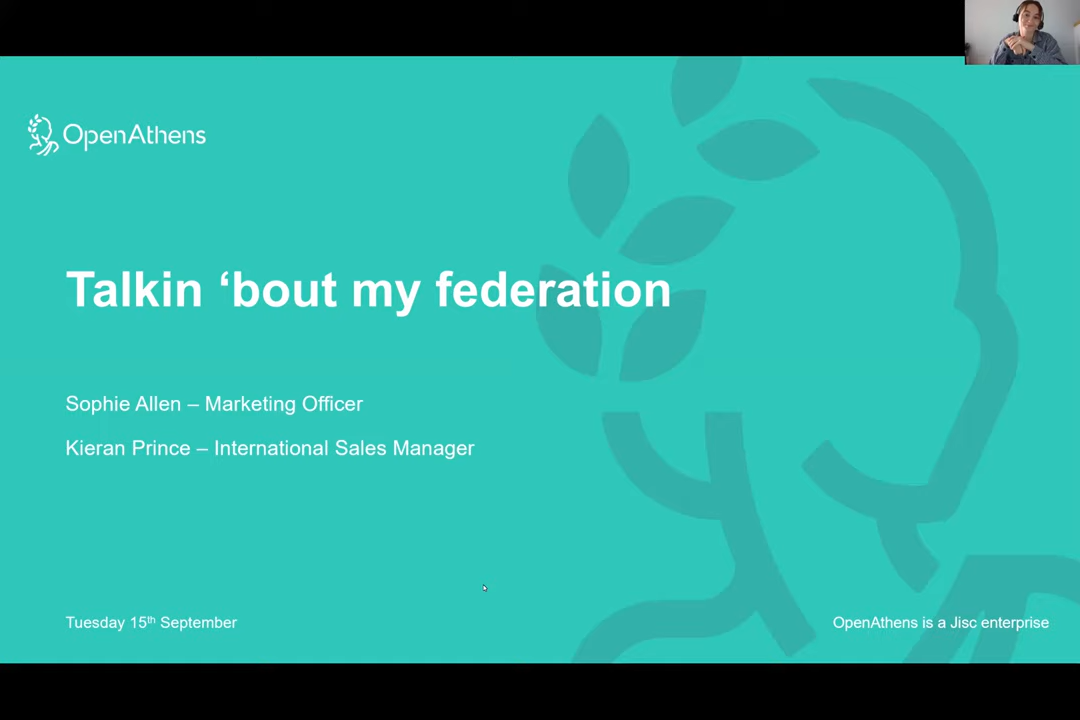 OpenAthens
Talkin ‘bout my federation
Sophie Allen – Marketing Officer
Kieran Prince – International Sales Manager
Tuesday 15th September
OpenAthens is a Jisc enterprise